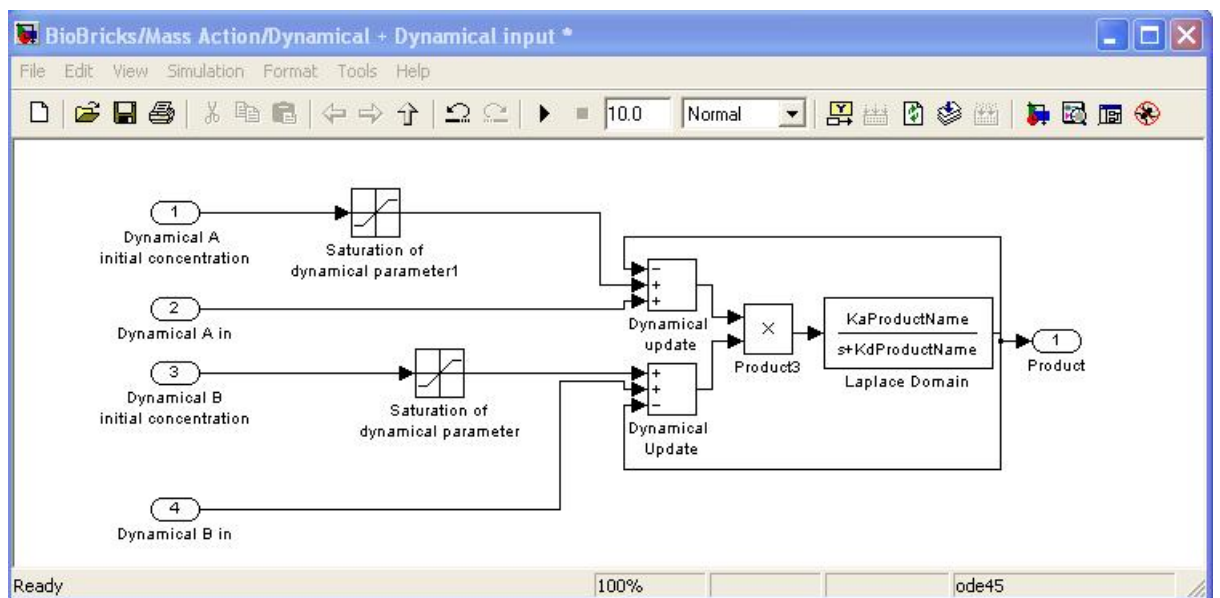 BioBricks/Mass Action/Dynamical + Dynamical input *
File Edit View Simulation Format Tools Help
10.0 Normal
1
Dynamical A
initial concentration
Saturation of
dynamical parameter1
2
Dynamical A in
3
Dynamical B
initial concentration
Saturation of
dynamical parameter
4
Dynamical B in
−
+
+
Dynamical
update
+
+
−
Dynamical
Update
×
Product3
KaProductName
s+KdProductName
Laplace Domain
1
Product
Ready 100% ode45